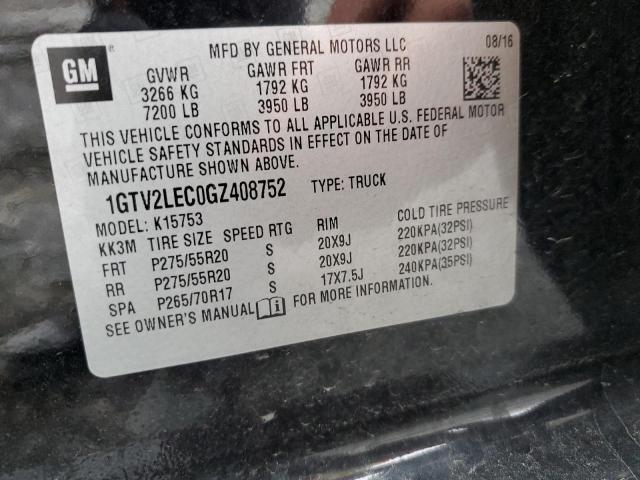 GM
MFD BY GENERAL MOTORS LLC 08/16
GVWR GAWR FRT GAWR RR
3266 KG 1792 KG 1792 KG
7200 LB 3950 LB 3950 LB
THIS VEHICLE CONFORMS TO ALL APPLICABLE U.S. FEDERAL MOTOR
VEHICLE SAFETY STANDARDS IN EFFECT ON THE DATE OF
MANUFACTURE SHOWN ABOVE.
1GTV2LEC0GZ408752 TYPE: TRUCK
MODEL: K15753
KK3M TIRE SIZE SPEED RTG RIM COLD TIRE PRESSURE
FRT P275/55R20 S 20X9J 220KPA(32PSI)
RR P275/55R20 S 20X9J 220KPA(32PSI)
SPA P265/70R17 S 17X7.5J 240KPA(35PSI)
SEE OWNER'S MANUAL FOR MORE INFORMATION.